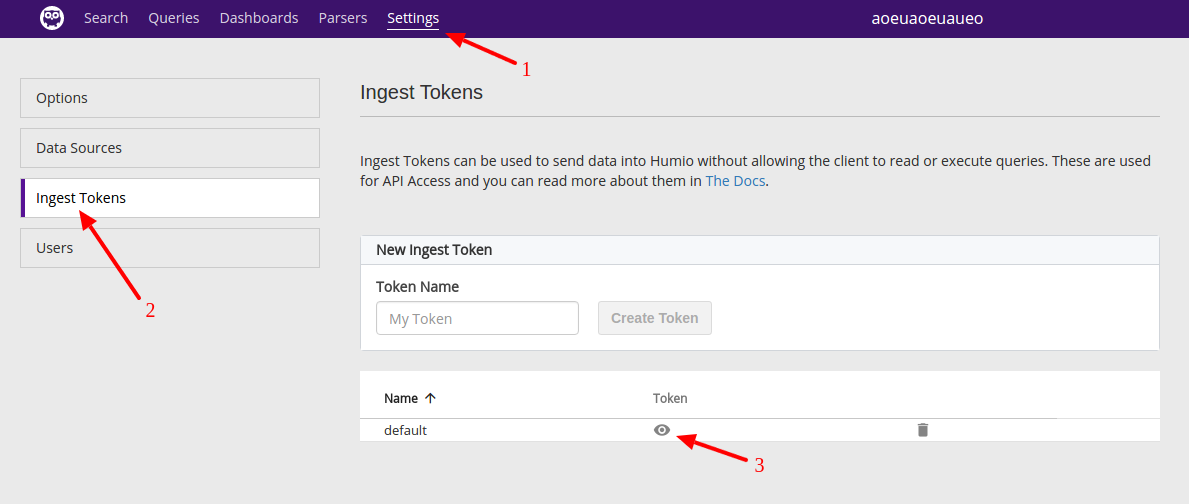 Search Queries Dashboards Parsers Settings aoeuaoeuaueo
1
Options
Data Sources
Ingest Tokens
2
Users
Ingest Tokens
Ingest Tokens can be used to send data into Humio without allowing the client to read or execute queries. These are used
for API Access and you can read more about them in The Docs.
New Ingest Token
Token Name
My Token Create Token
Name Token
default
3